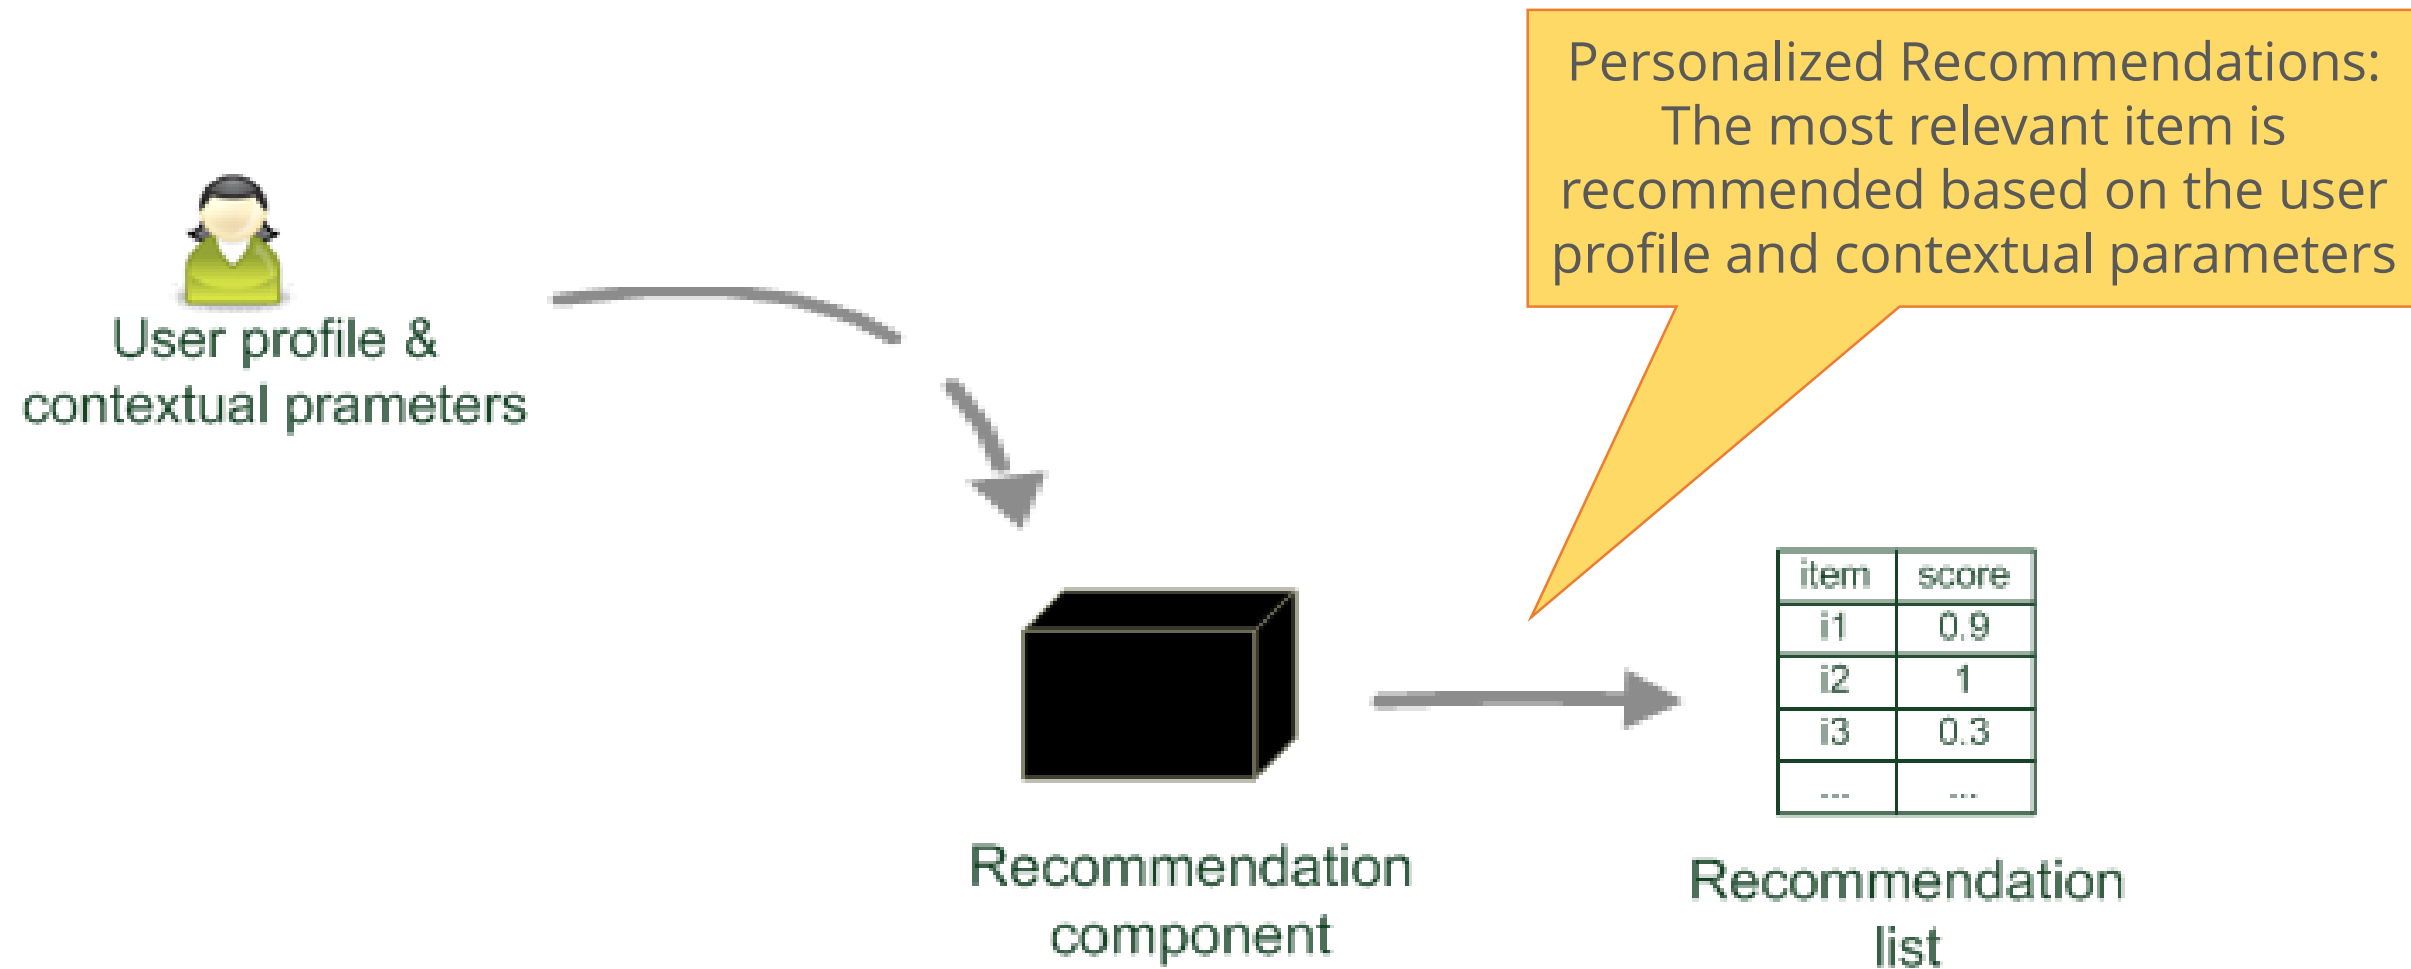 Personalized Recommendations:
The most relevant item is
recommended based on the user
profile and contextual parameters
User profile &
contextual prameters
item score
i1 0.9
i2 1
i3 0.3
... ...
Recommendation
component
Recommendation
list